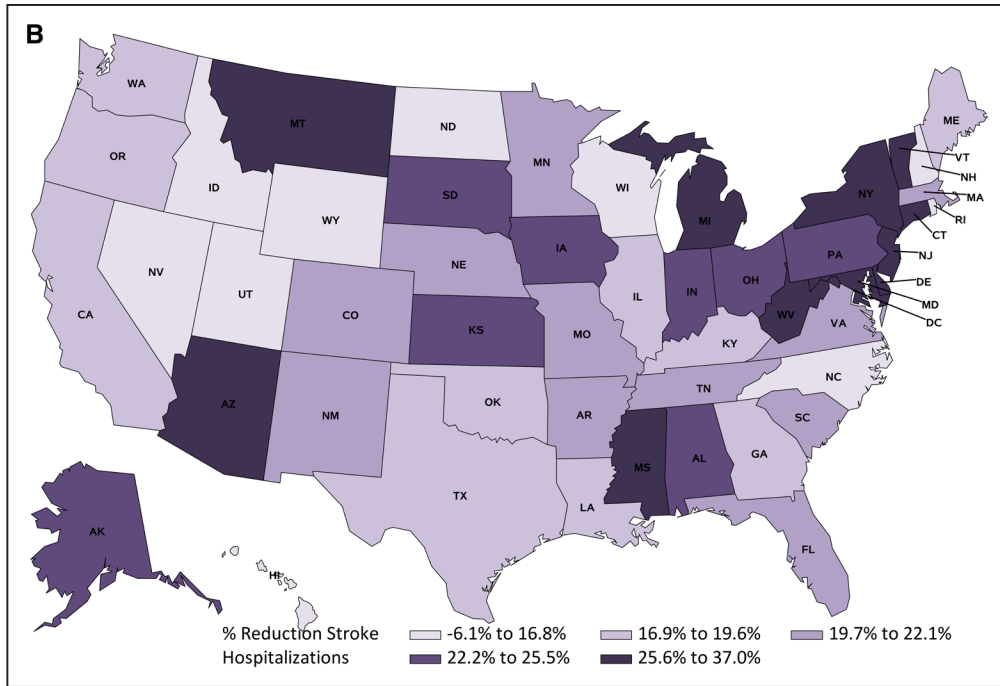 B
WA
MT
ND
ME
MN
OR
VT
ID
WI
NH
SD
NY
MA
WY
MI
RI
IA
CT
NE
PA
NJ
NV
OH
UT
IL
IN
DE
CA
CO
MD
WV
KS
MO
VA
DC
KY
NC
TN
AZ
OK
NM
AR
SC
MS
AL
GA
TX
LA
AK
FL
HI
% Reduction Stroke Hospitalizations
-6.1% to 16.8%
16.9% to 19.6%
19.7% to 22.1%
22.2% to 25.5%
25.6% to 37.0%